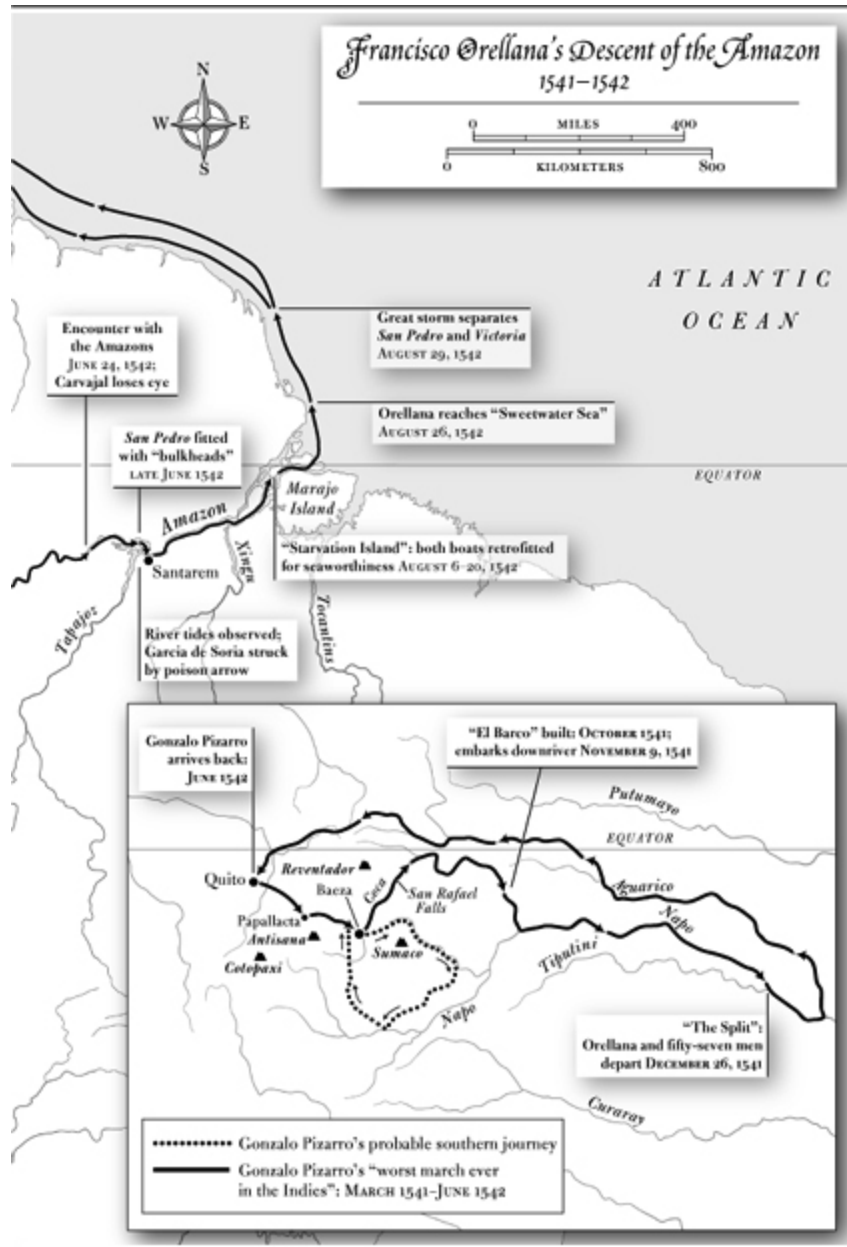 Francisco Orellana's Descent of the Amazon
1541–1542
0 MILES 400
0 KILOMETERS 800
N
W E
S
ATLANTIC
OCEAN
Great storm separates
San Pedro and Victoria
AUGUST 29, 1542
Encounter with
the Amazons
JUNE 24, 1542;
Carvajal loses eye
Orellana reaches “Sweetwater Sea”
AUGUST 26, 1542
San Pedro fitted
with “bulkheads”
LATE JUNE 1542
EQUATOR
Marajo
Island
Amazon
Xingu
“Starvation Island”: both boats retrofitted
for seaworthiness AUGUST 6–20, 1542
Santarem
Tapajoz
Tocantins
River tides observed;
Garcia de Soria struck
by poison arrow
“El Barco” built: OCTOBER 1541;
embarks downriver NOVEMBER 9, 1541
Gonzalo Pizarro
arrives back:
JUNE 1542
Putumayo
EQUATOR
Reventador
Quito
Baeza
Coca
San Rafael
Falls
Aguarico
Napo
Papallacta
Antisana
Cotopaxi
Sumaco
Tiputini
Napo
“The Split”:
Orellana and fifty-seven men
depart DECEMBER 26, 1541
Curaray
Gonzalo Pizarro's probable southern journey
Gonzalo Pizarro's “worst march ever
in the Indies”: MARCH 1541–JUNE 1542